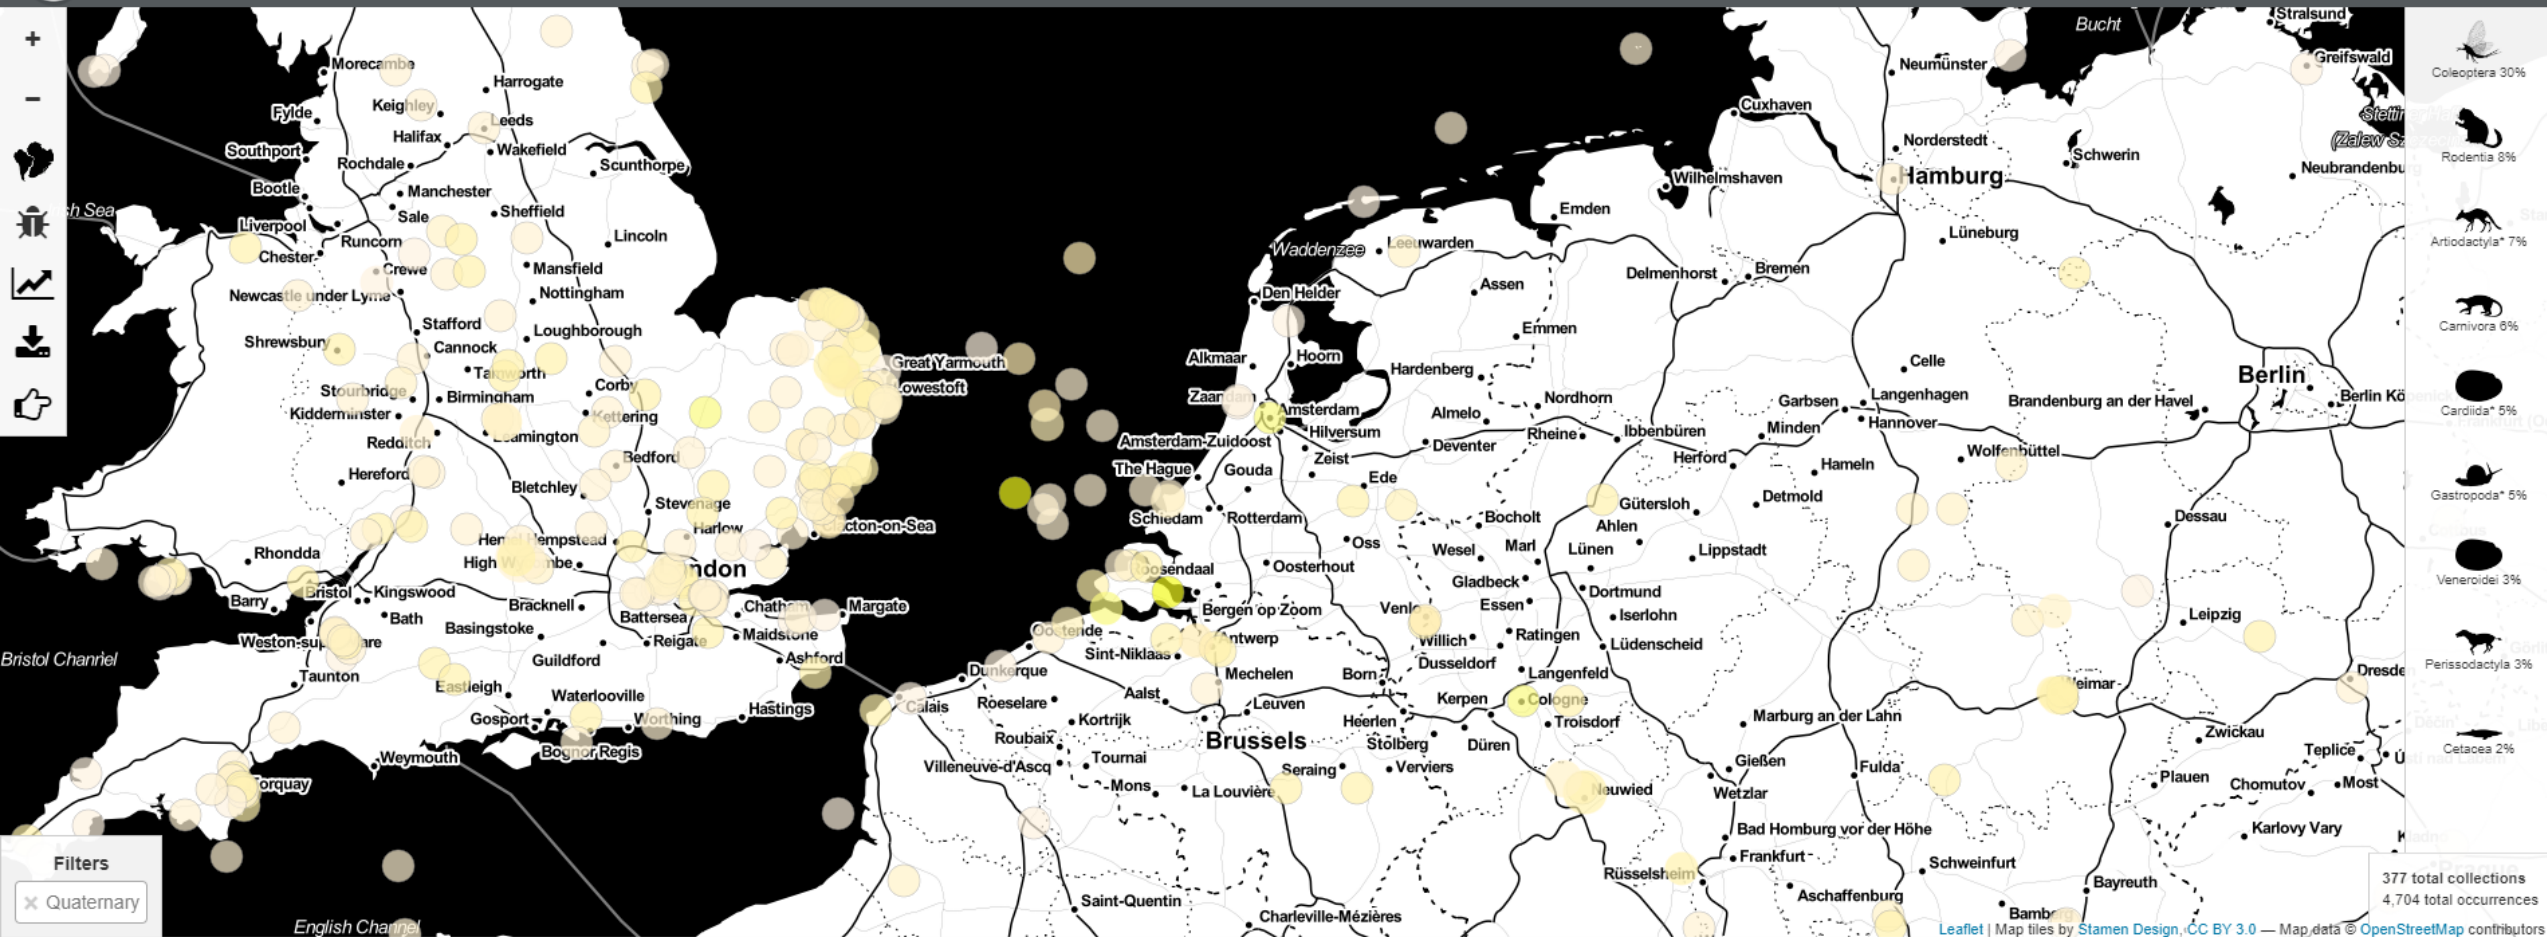 Bucht
Stralsund
Morecambe
Harrogate
Neumünster
Greifswald
Coleoptera 30%
Keighley
Cuxhaven
Fylde
Leeds
Halifax
Wakefield
Norderstedt
Southport
Rochdale
Scunthorpe
Schwerin
Rodentia 8%
Neubrandenburg
Bootle
Manchester
Wilhelmshaven
Hamburg
Sale
Sheffield
Emden
Liverpool
Runcorn
Lincoln
Waddenzee
Leeuwarden
Lüneburg
Artiodactyla* 7%
Chester
Crewe
Mansfield
Delmenhorst
Bremen
Newcastle under Lyme
Nottingham
Den Helder
Assen
Stafford
Loughborough
Emmen
Carnivora 6%
Shrewsbury
Cannock
Great Yarmouth
Alkmaar
Hoorn
Celle
Tamworth
Lowestoft
Hardenberg
Berlin
Stourbridge
Birmingham
Corby
Zaandam
Nordhorn
Langenhagen
Garbsen
Brandenburg an der Havel
Berlin Köpenick
Kidderminster
Kettering
Amsterdam
Almelo
Cardiida* 5%
Redditch
Leamington
Amsterdam-Zuidoost
Hilversum
Deventer
Rheine
Ibbenbüren
Minden
Hannover
Bedford
Zeist
Herford
Hameln
Wolfenbüttel
Hereford
Bletchley
The Hague
Gouda
Ede
Gastropoda* 5%
Stevenage
Schiedam
Rotterdam
Bocholt
Gütersloh
Detmold
Dessau
Harlow
Clacton-on-Sea
Ahlen
Hemel Hempstead
Oss
Wesel
Marl
Lünen
Lippstadt
Rhondda
High Wycombe
London
Roosendaal
Oosterhout
Gladbeck
Veneroidei 3%
Barry
Bristol
Kingswood
Bracknell
Chatham
Margate
Bergen op Zoom
Venlo
Essen
Dortmund
Bath
Battersea
Iserlohn
Leipzig
Weston-super-Mare
Basingstoke
Reigate
Maidstone
Oostende
Antwerp
Willich
Ratingen
Lüdenscheid
Bristol Channel
Guildford
Ashford
Sint-Niklaas
Dusseldorf
Perissodactyla 3%
Taunton
Dunkerque
Mechelen
Born
Langenfeld
Dresden
Eastleigh
Waterlooville
Calais
Roeselare
Aalst
Leuven
Kerpen
Cologne
Weimar
Gosport
Worthing
Hastings
Kortrijk
Heerlen
Troisdorf
Marburg an der Lahn
Bognor Regis
Roubaix
Brussels
Stolberg
Düren
Zwickau
Cetacea 2%
Weymouth
Villeneuve-d'Ascq
Tournai
Seraing
Verviers
Gießen
Fulda
Teplice
Torquay
Mons
La Louvière
Neuwied
Wetzlar
Plauen
Chomutov
Most
Bad Homburg vor der Höhe
Karlovy Vary
Filters
Frankfurt
Schweinfurt
Rüsselsheim
377 total collections
× Quaternary
Saint-Quentin
Aschaffenburg
Bayreuth
4,704 total occurrences
English Channel
Charleville-Mézières
Bamberg
Leaflet | Map tiles by Stamen Design, CC BY 3.0 — Map data © OpenStreetMap contributors